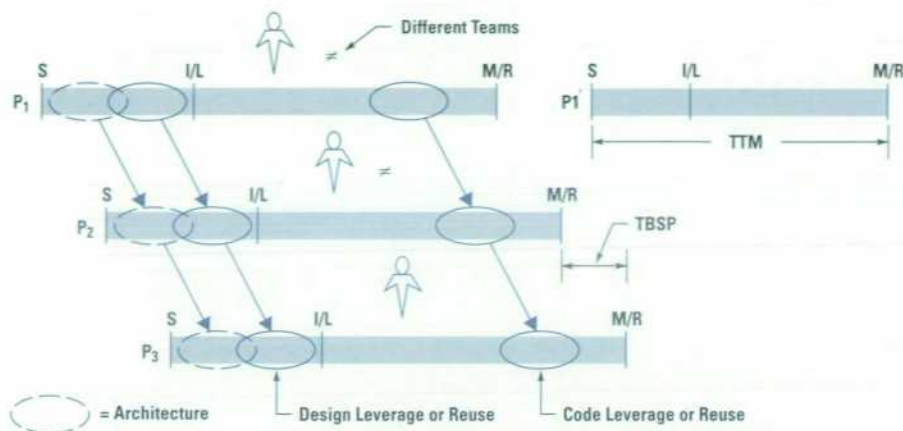 Different Teams
≠
S I/L M/R
P1
S I/L M/R
P1'
TTM
≠
S I/L M/R
P2
TBSP
S I/L M/R
P3
= Architecture
Design Leverage or Reuse
Code Leverage or Reuse